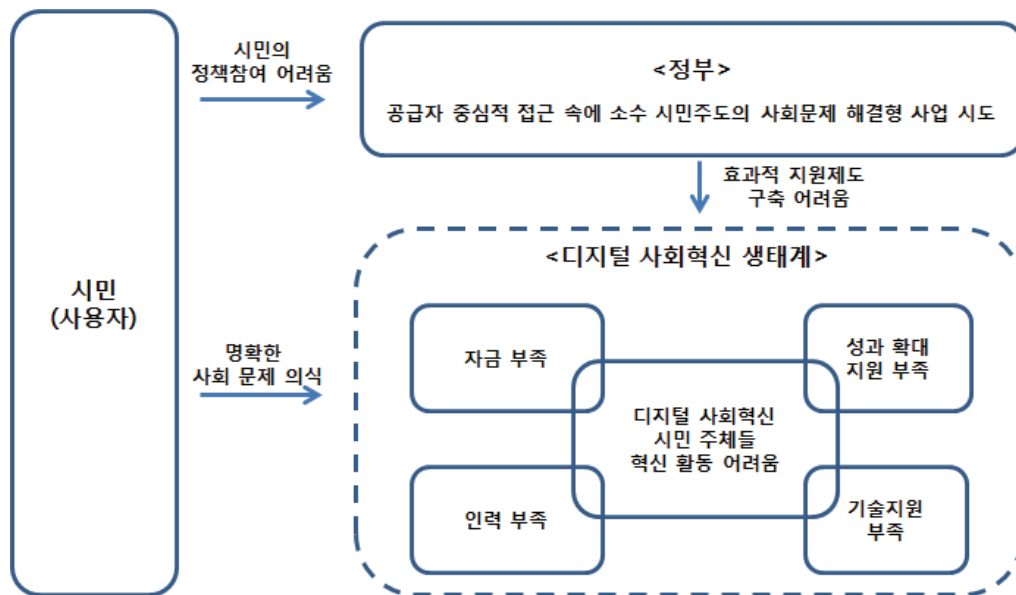 시민의
정책참여 어려움
<정부>
공급자 중심적 접근 속에 소수 시민주도의 사회문제 해결형 사업 시도
효과적 지원제도
구축 어려움
<디지털 사회혁신 생태계>
시민
(사용자)
명확한
사회 문제 의식
자금 부족
성과 확대
지원 부족
디지털 사회혁신
시민 주체들
혁신 활동 어려움
인력 부족
기술지원
부족